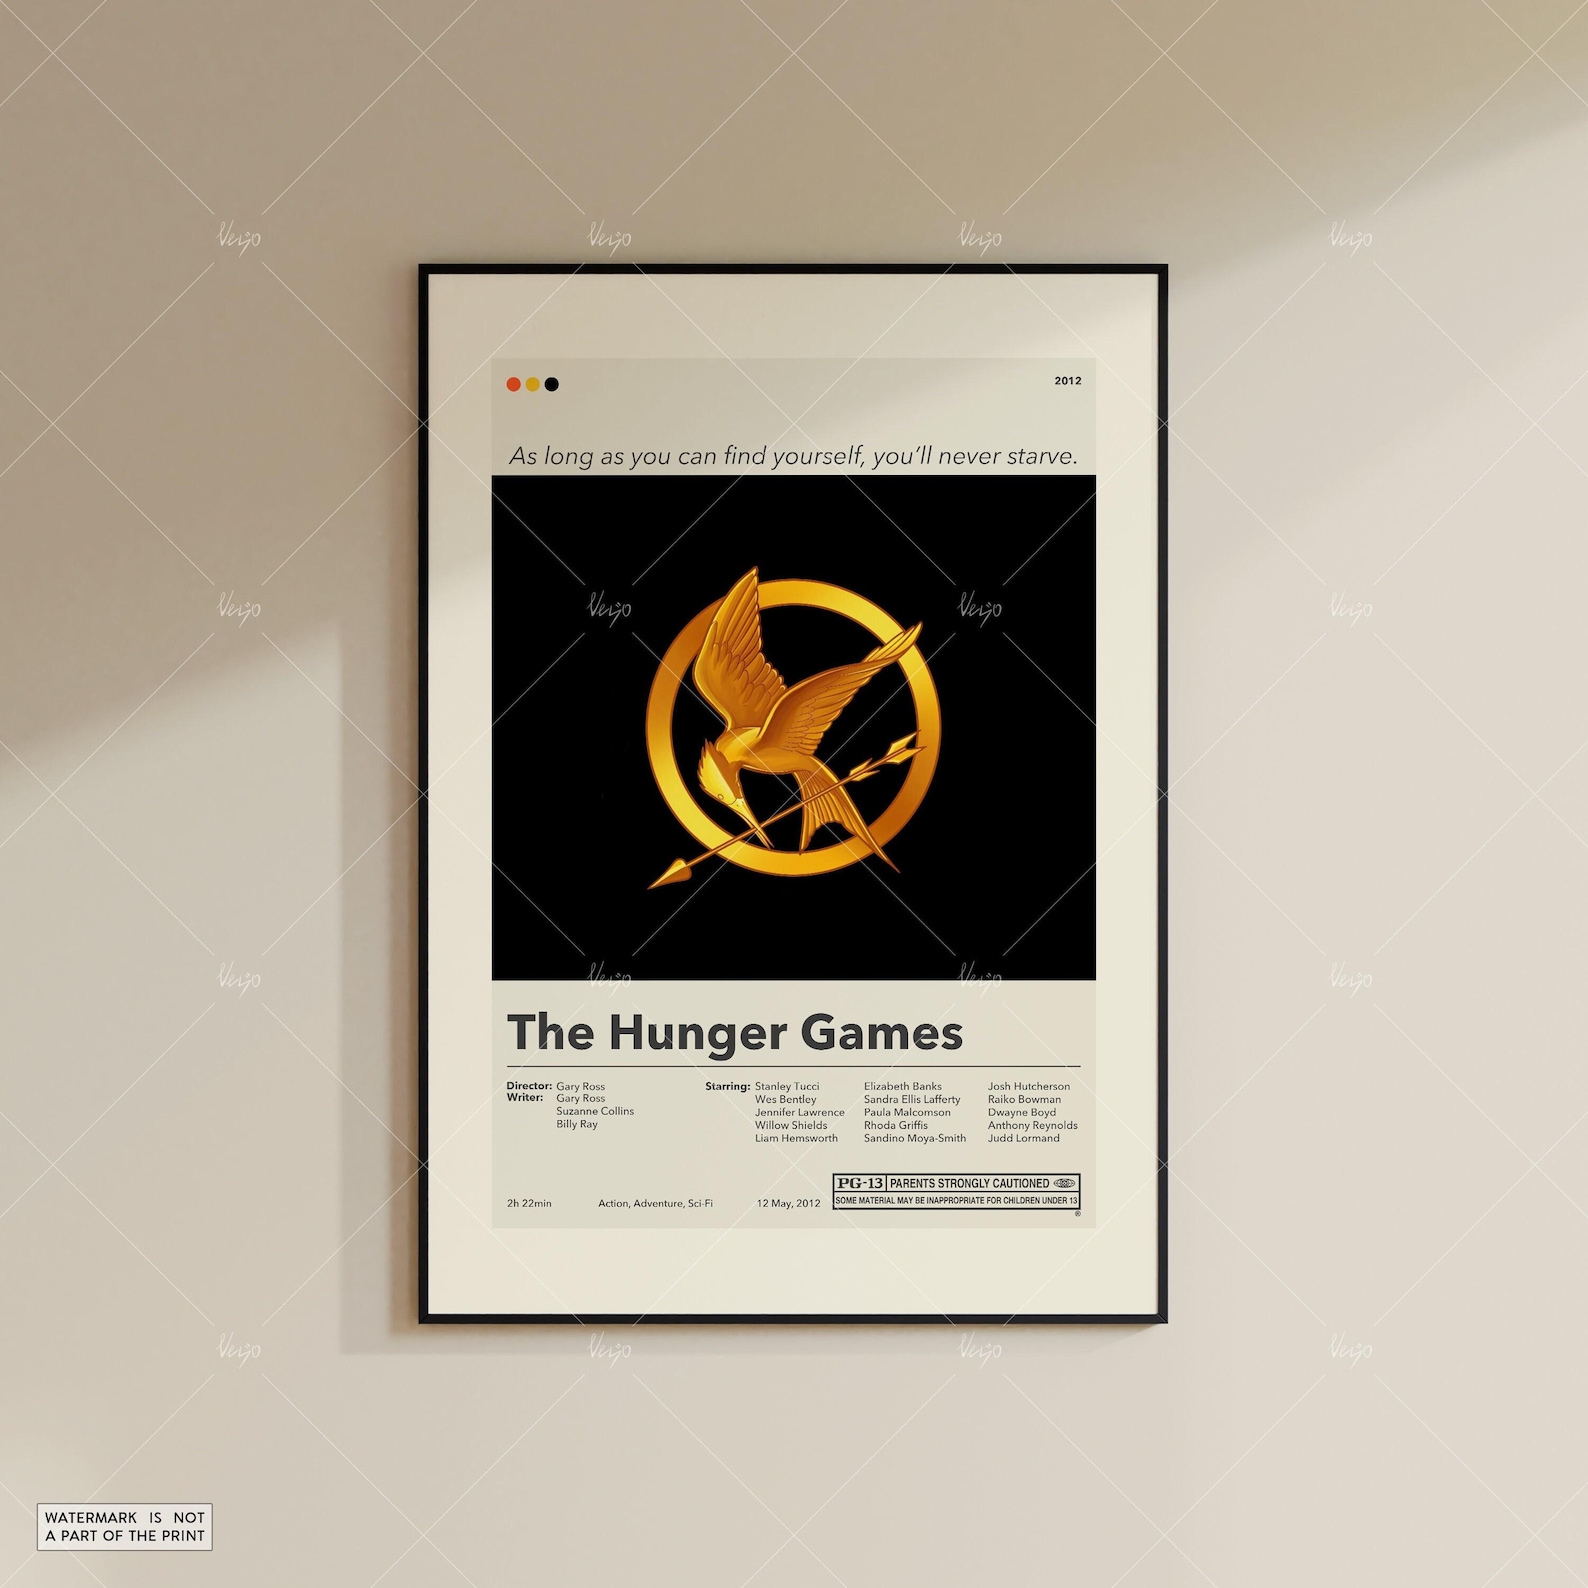 2012
As long as you can find yourself, you'll never starve.
The Hunger Games
Director: Gary Ross
Writer: Gary Ross
Suzanne Collins
Billy Ray
Starring: Stanley Tucci
Wes Bentley
Jennifer Lawrence
Willow Shields
Liam Hemsworth
Elizabeth Banks
Sandra Ellis Lafferty
Paula Malcomson
Rhoda Griffis
Sandino Moya-Smith
Josh Hutcherson
Raiko Bowman
Dwayne Boyd
Anthony Reynolds
Judd Lormand
2h 22min
Action, Adventure, Sci-Fi
12 May, 2012
PG-13 PARENTS STRONGLY CAUTIONED
SOME MATERIAL MAY BE INAPPROPRIATE FOR CHILDREN UNDER 13
®
WATERMARK IS NOT
A PART OF THE PRINT